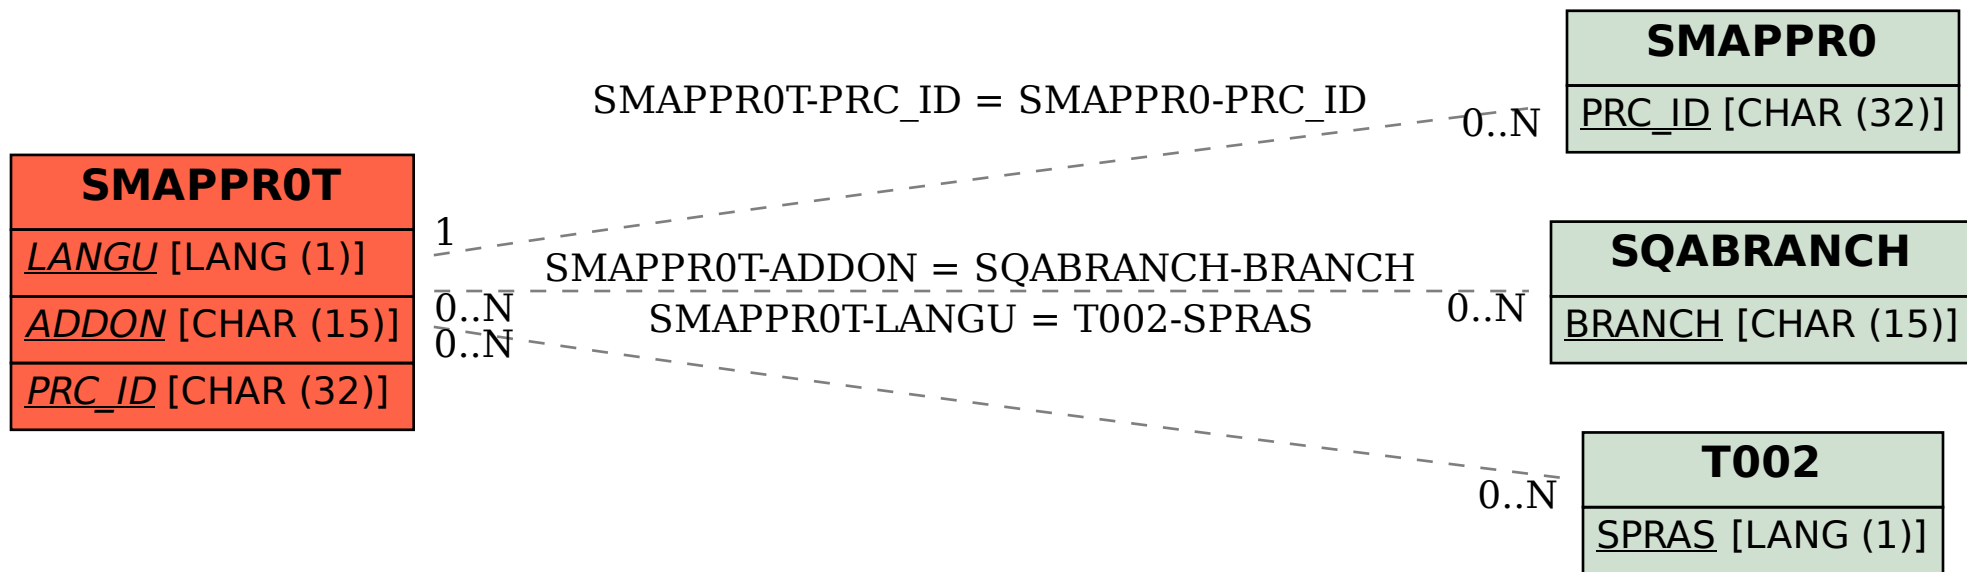 SMAPPR0T
LANGU [LANG (1)]
ADDON [CHAR (15)]
PRC_ID [CHAR (32)]
SMAPPR0T-PRC_ID = SMAPPR0-PRC_ID
1
0..N
SMAPPR0T-ADDON = SQABRANCH-BRANCH
0..N
0..N
SMAPPR0T-LANGU = T002-SPRAS
0..N
0..N
SMAPPR0
PRC_ID [CHAR (32)]
SQABRANCH
BRANCH [CHAR (15)]
T002
SPRAS [LANG (1)]